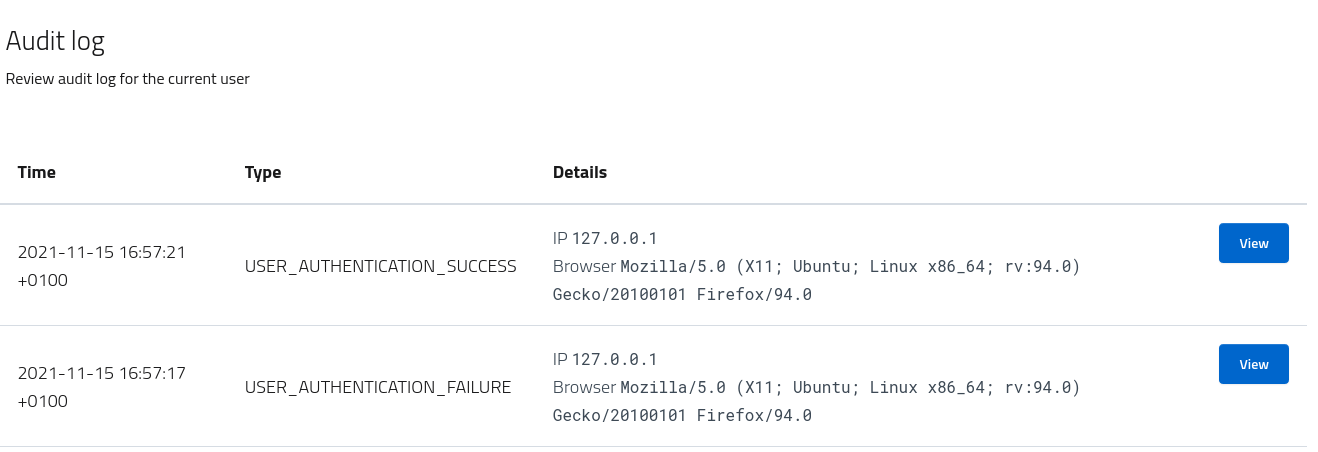 Audit log
Review audit log for the current user
Time Type Details
2021-11-15 16:57:21 +0100
USER_AUTHENTICATION_SUCCESS
IP 127.0.0.1
Browser Mozilla/5.0 (X11; Ubuntu; Linux x86_64; rv:94.0)
Gecko/20100101 Firefox/94.0
View
2021-11-15 16:57:17 +0100
USER_AUTHENTICATION_FAILURE
IP 127.0.0.1
Browser Mozilla/5.0 (X11; Ubuntu; Linux x86_64; rv:94.0)
Gecko/20100101 Firefox/94.0
View